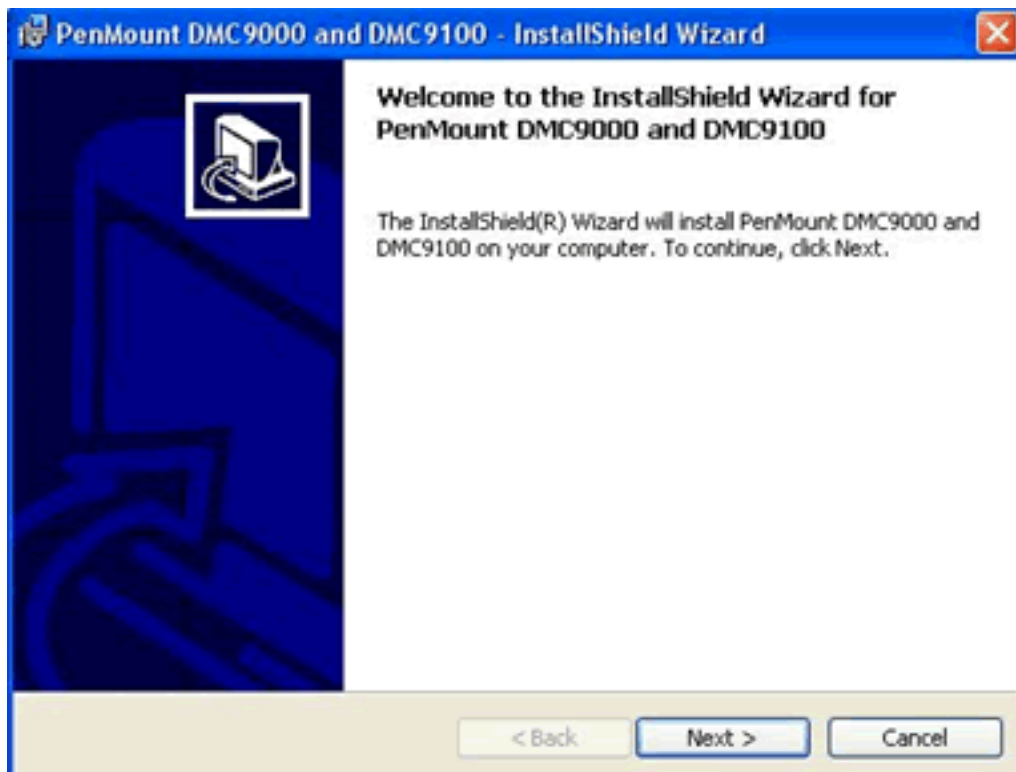 PenMount DMC9000 and DMC9100 - InstallShield Wizard
Welcome to the InstallShield Wizard for
PenMount DMC9000 and DMC9100
The InstallShield(R) Wizard will install PenMount DMC9000 and
DMC9100 on your computer. To continue, click Next.
< Back
Next >
Cancel